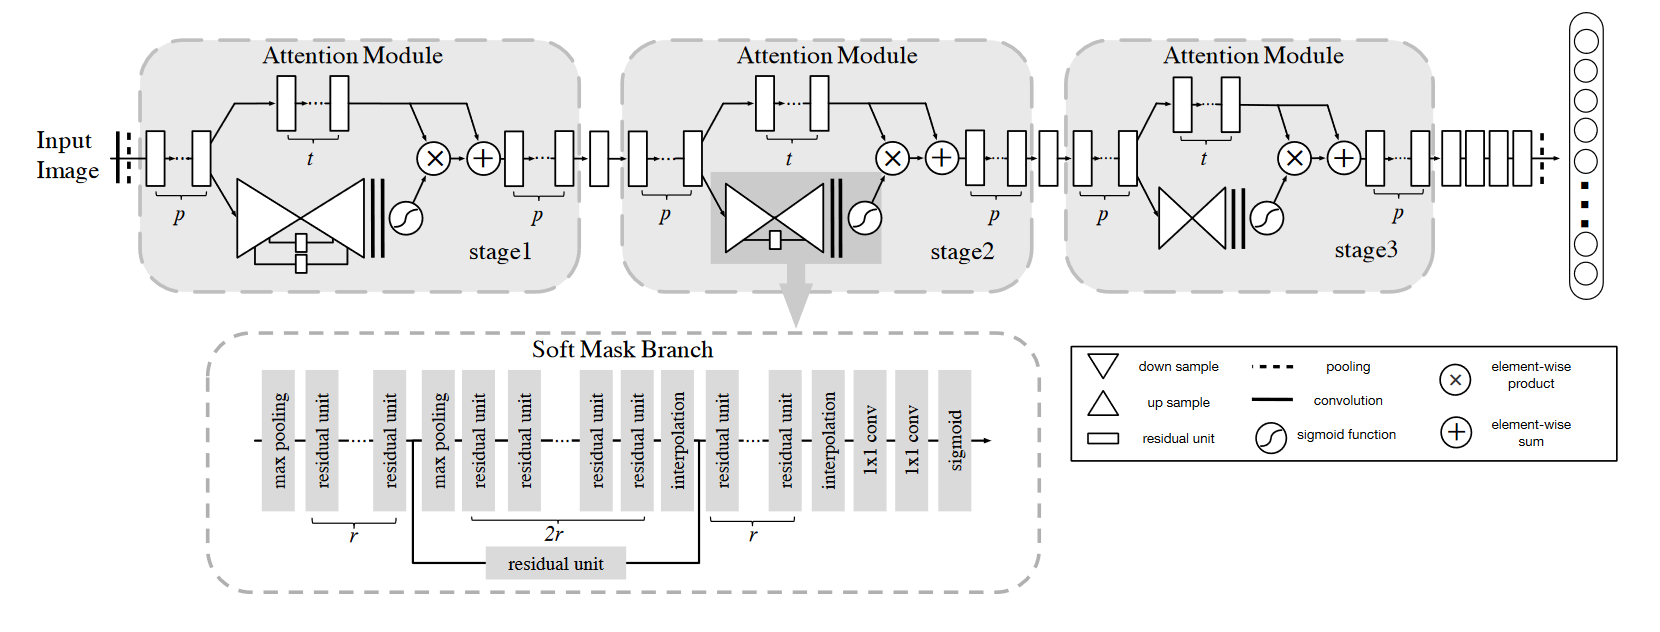 Attention Module
Attention Module
Attention Module
Input
Image
t
t
t
p
p
p
p
p
p
stage1
stage2
stage3
Soft Mask Branch
max pooling
residual unit
residual unit
max pooling
residual unit
residual unit
residual unit
residual unit
interpolation
residual unit
residual unit
interpolation
1x1 conv
1x1 conv
sigmoid
r
2r
r
residual unit
down sample
pooling
element-wise
product
up sample
convolution
residual unit
sigmoid function
element-wise
sum